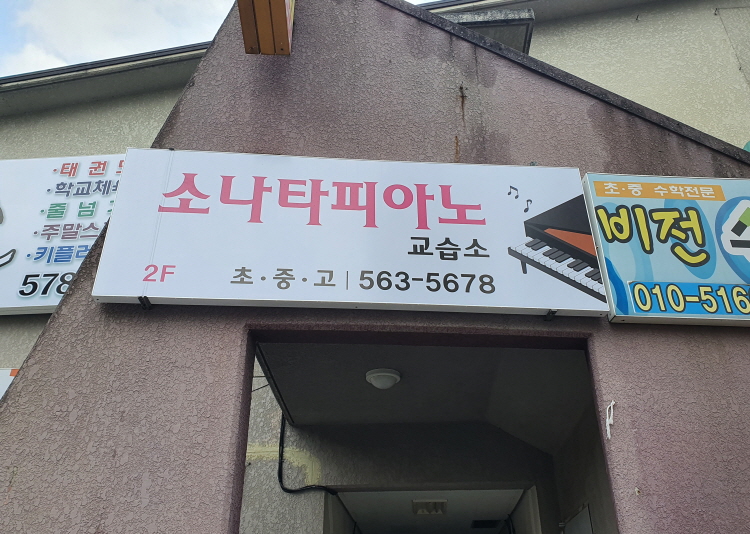 ·태권
·학교체
·줄넘
·주말스
·키플러
578
소나타피아노
교습소
2F
초·중·고 | 563-5678
초·중 수학전문
비전
010-516